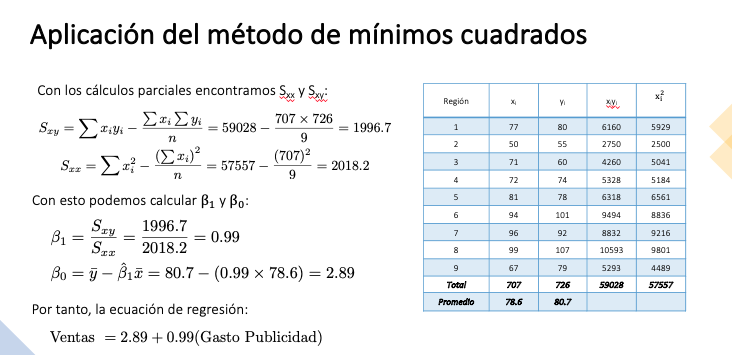 Aplicación del método de mínimos cuadrados
Con los cálculos parciales encontramos Sxx y Sxy:
Sxy = ∑ xᵢyᵢ − (∑ xᵢ ∑ yᵢ)/n = 59028 − (707 × 726)/9 = 1996.7
Sxx = ∑ xᵢ² − (∑ xᵢ)²/n = 57557 − (707)²/9 = 2018.2
Con esto podemos calcular β₁ y β₀:
β₁ = Sxy/Sxx = 1996.7/2018.2 = 0.99
β₀ = ȳ − β̂₁x̄ = 80.7 − (0.99 × 78.6) = 2.89
Por tanto, la ecuación de regresión:
Ventas = 2.89 + 0.99(Gasto Publicidad)
Región xᵢ yᵢ xᵢyᵢ xᵢ²
1 77 80 6160 5929
2 50 55 2750 2500
3 71 60 4260 5041
4 72 74 5328 5184
5 81 78 6318 6561
6 94 101 9494 8836
7 96 92 8832 9216
8 99 107 10593 9801
9 67 79 5293 4489
Total 707 726 59028 57557
Promedio 78.6 80.7